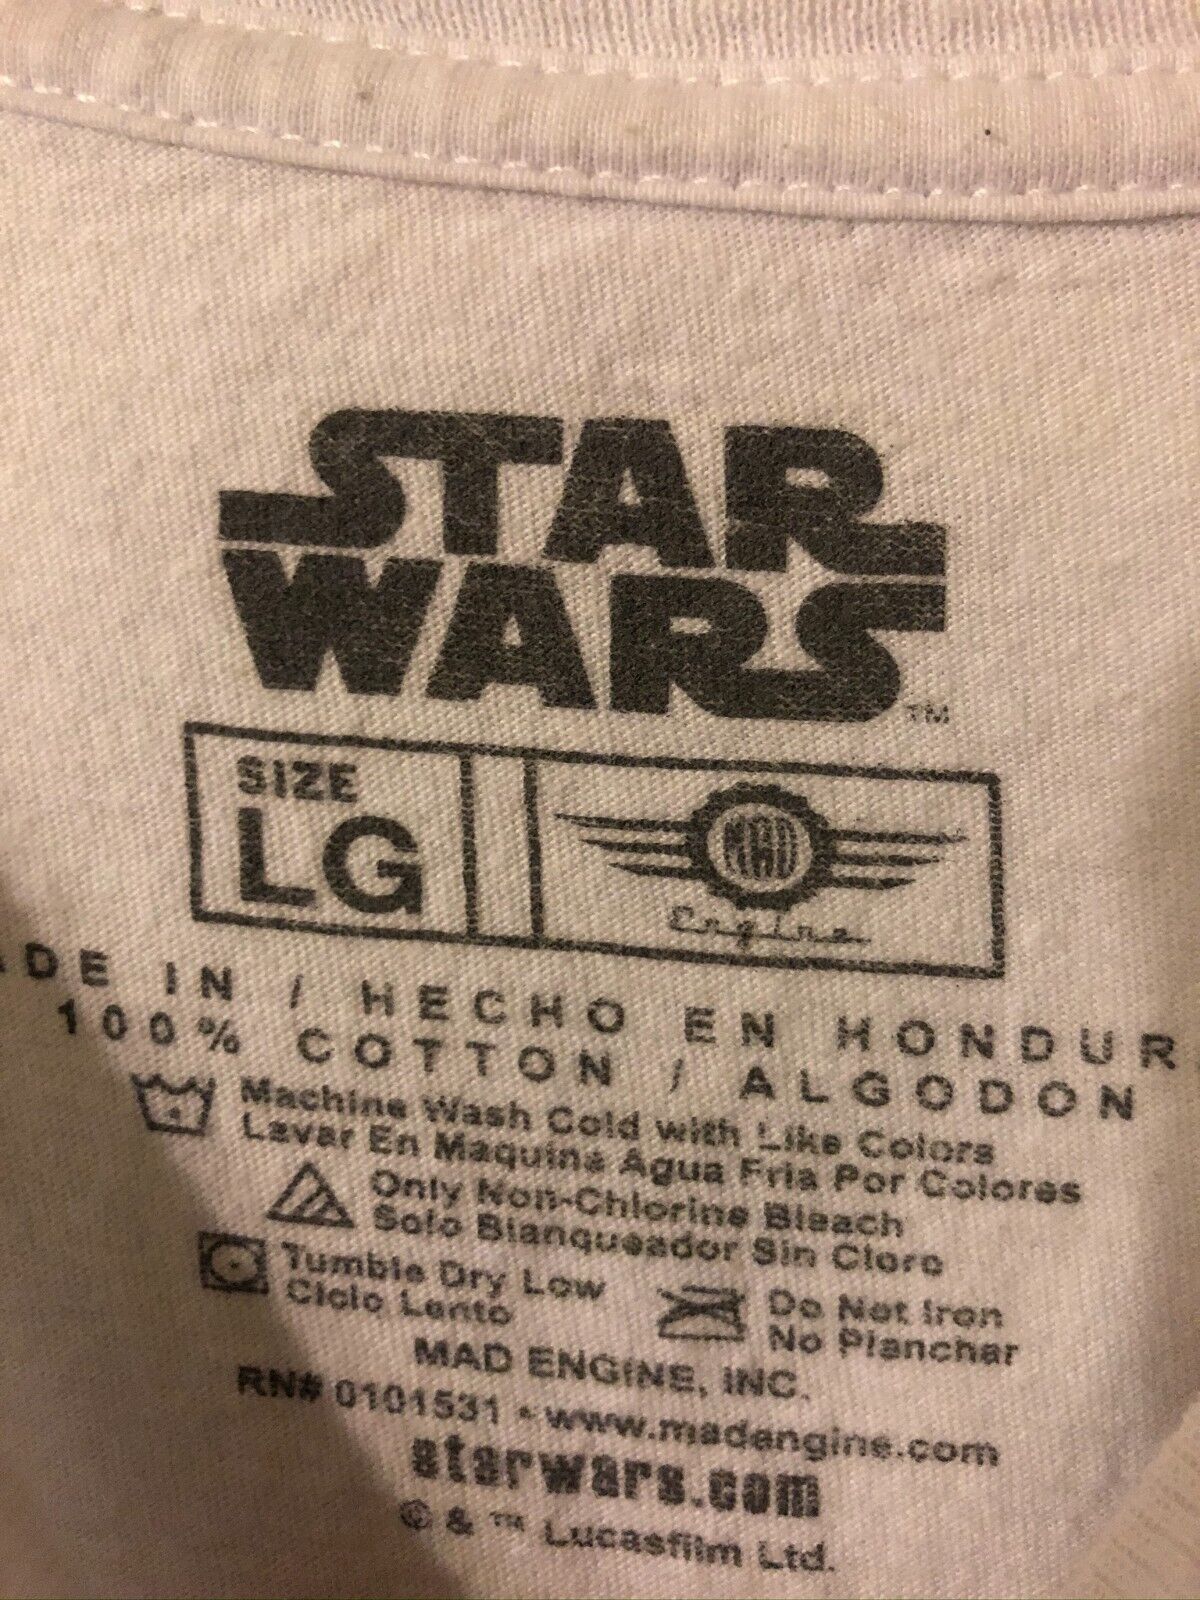 STAR
WARS
TM
SIZE
LG
MAD
Engine
ADE IN / HECHO EN HONDUR
100% COTTON / ALGODON
Machine Wash Cold with Like Colors
Lavar En Maquina Agua Fria Por Colores
Only Non-Chlorine Bleach
Solo Blanqueador Sin Cloro
Tumble Dry Low
Ciclo Lento
Do Not Iron
No Planchar
MAD ENGINE, INC.
RN# 0101531 • www.madengine.com
starwars.com
© & ™ Lucasfilm Ltd.